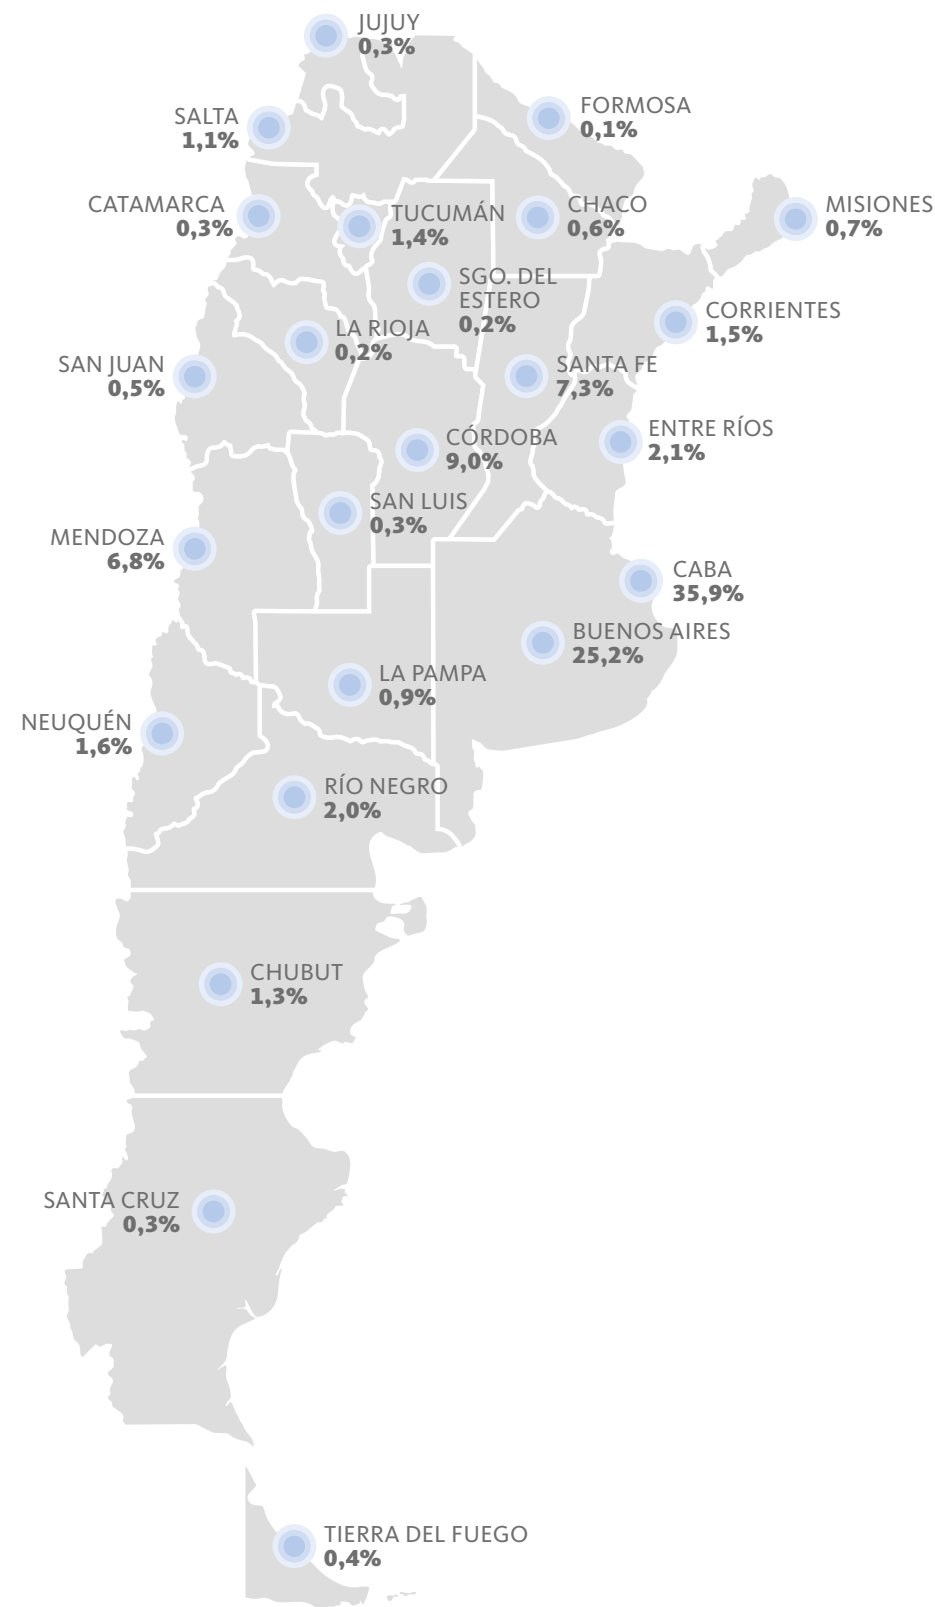 JUJUY
0,3%
SALTA
1,1%
FORMOSA
0,1%
CATAMARCA
0,3%
TUCUMÁN
1,4%
CHACO
0,6%
MISIONES
0,7%
SGO. DEL
ESTERO
0,2%
CORRIENTES
1,5%
LA RIOJA
0,2%
SAN JUAN
0,5%
SANTA FE
7,3%
CÓRDOBA
9,0%
ENTRE RÍOS
2,1%
SAN LUIS
0,3%
MENDOZA
6,8%
CABA
35,9%
BUENOS AIRES
25,2%
LA PAMPA
0,9%
NEUQUÉN
1,6%
RÍO NEGRO
2,0%
CHUBUT
1,3%
SANTA CRUZ
0,3%
TIERRA DEL FUEGO
0,4%